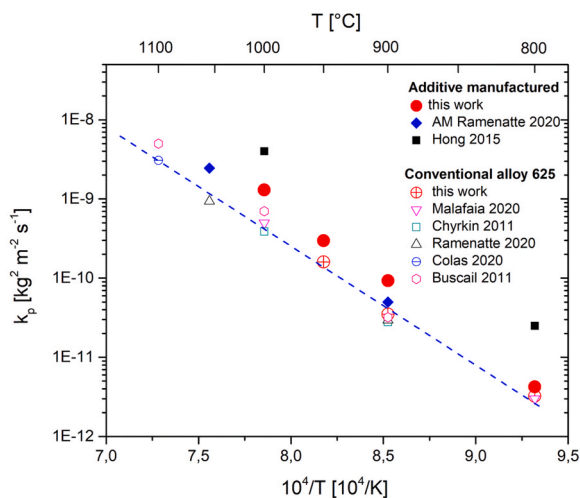 T [°C]
1100 1000 900 800
1E-8
1E-9
1E-10
1E-11
1E-12
kp [kg² m⁻² s⁻¹]
Additive manufactured
this work
AM Ramenatte 2020
Hong 2015
Conventional alloy 625
this work
Malafaia 2020
Chyrkin 2011
Ramenatte 2020
Colas 2020
Buscail 2011
7,0 7,5 8,0 8,5 9,0 9,5
10⁴/T [10⁴/K]